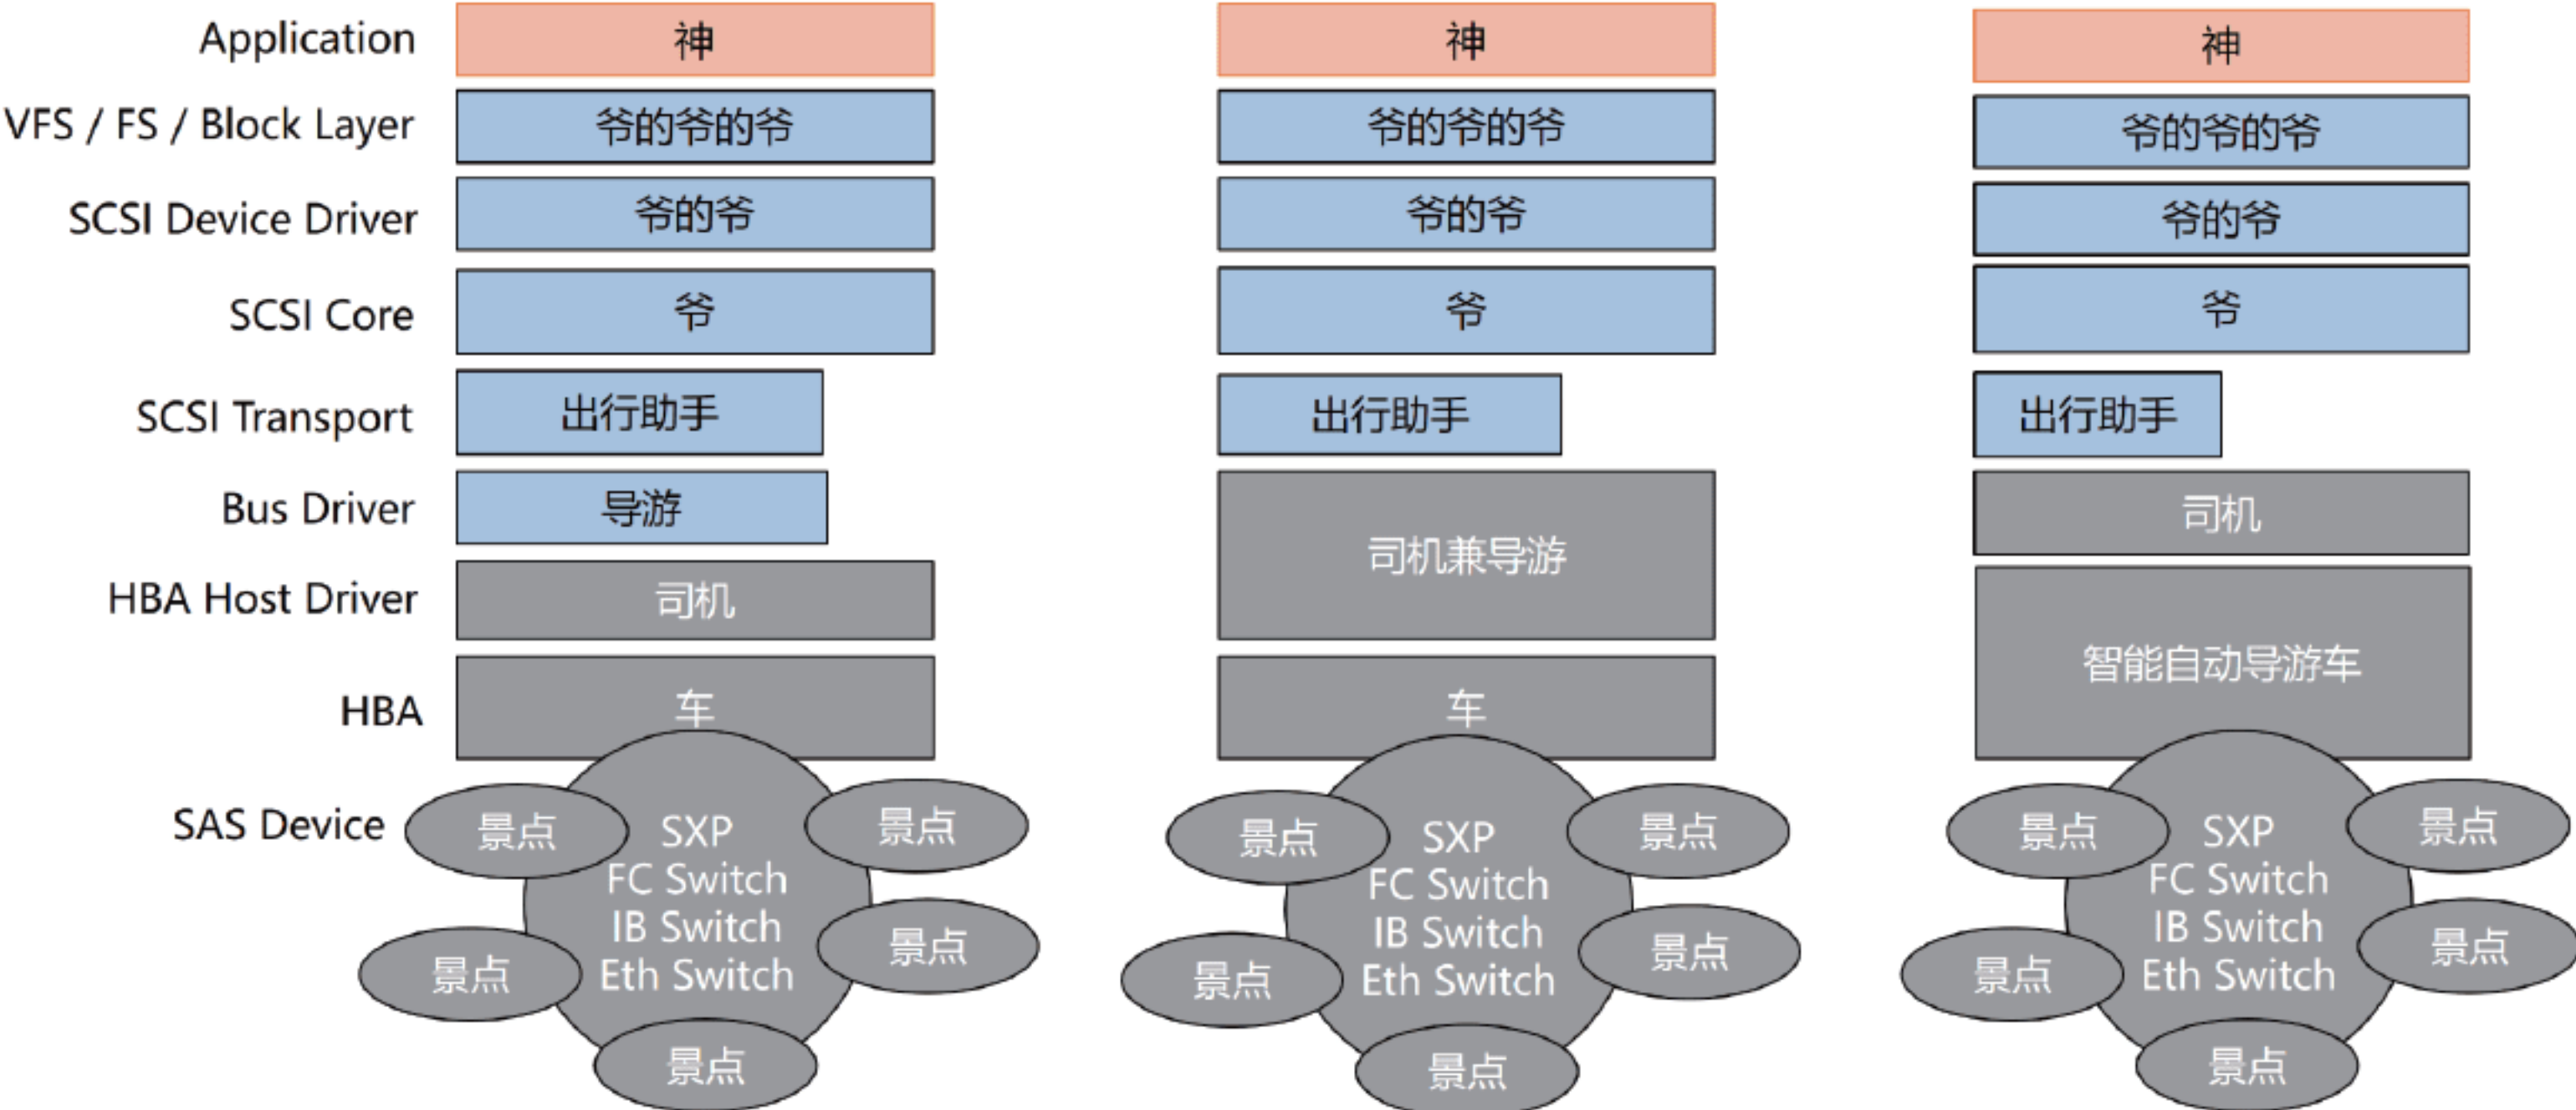 Application
神
神
神
VFS / FS / Block Layer
爷的爷的爷
爷的爷的爷
爷的爷的爷
SCSI Device Driver
爷的爷
爷的爷
爷的爷
SCSI Core
爷
爷
爷
SCSI Transport
出行助手
出行助手
出行助手
Bus Driver
导游
司机兼导游
司机
HBA Host Driver
司机
智能自动导游车
HBA
车
车
SAS Device
景点
SXP
FC Switch
IB Switch
Eth Switch
景点
景点
景点
景点
景点
SXP
FC Switch
IB Switch
Eth Switch
景点
景点
景点
景点
景点
SXP
FC Switch
IB Switch
Eth Switch
景点
景点
景点
景点